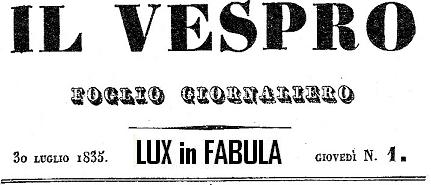 IL VESPRO
FOGLIO GIORNALIERO
30 LUGLIO 1835. LUX in FABULA GIOVEDÌ N. 1.